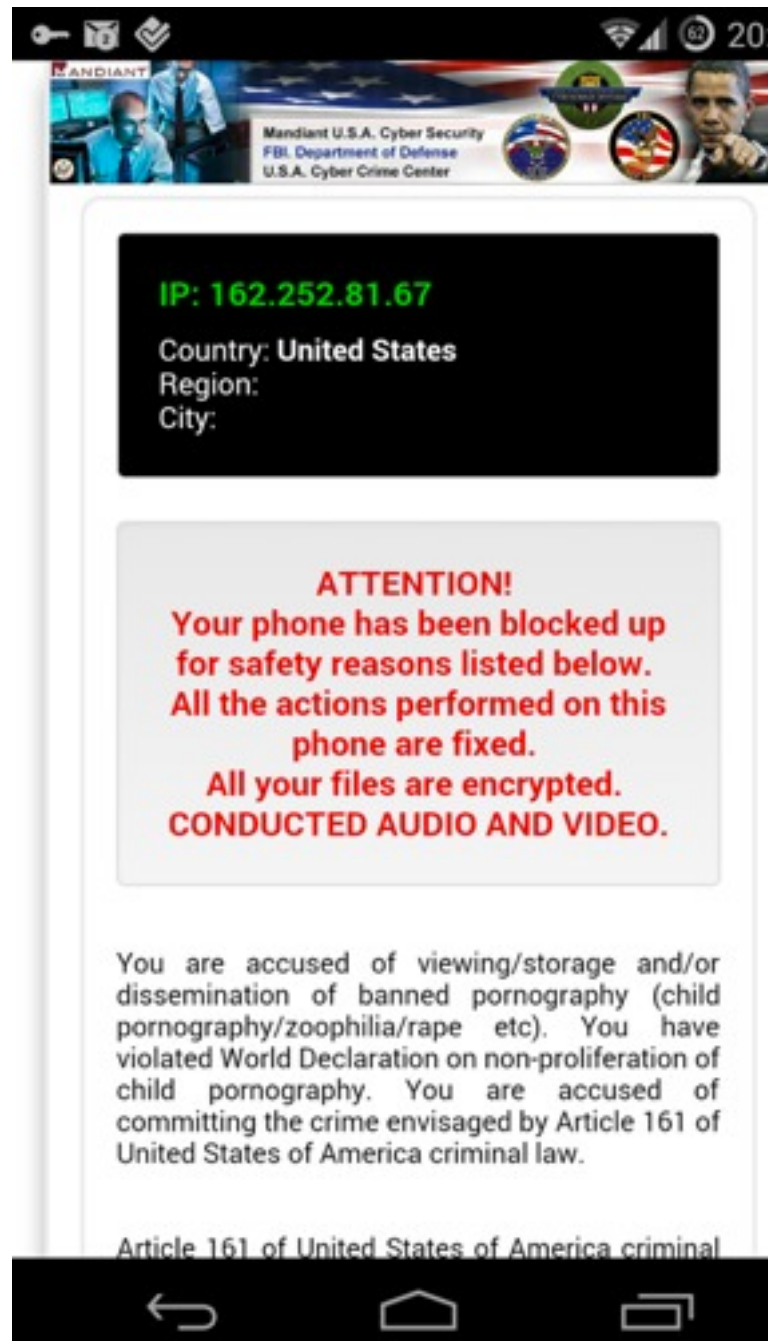 20:
MANDIANT
Mandiant U.S.A. Cyber Security
FBI. Department of Defense
U.S.A. Cyber Crime Center
IP: 162.252.81.67
Country: United States
Region:
City:
ATTENTION!
Your phone has been blocked up
for safety reasons listed below.
All the actions performed on this
phone are fixed.
All your files are encrypted.
CONDUCTED AUDIO AND VIDEO.
You are accused of viewing/storage and/or
dissemination of banned pornography (child
pornography/zoophilia/rape etc). You have
violated World Declaration on non-proliferation of
child pornography. You are accused of
committing the crime envisaged by Article 161 of
United States of America criminal law.
Article 161 of United States of America criminal